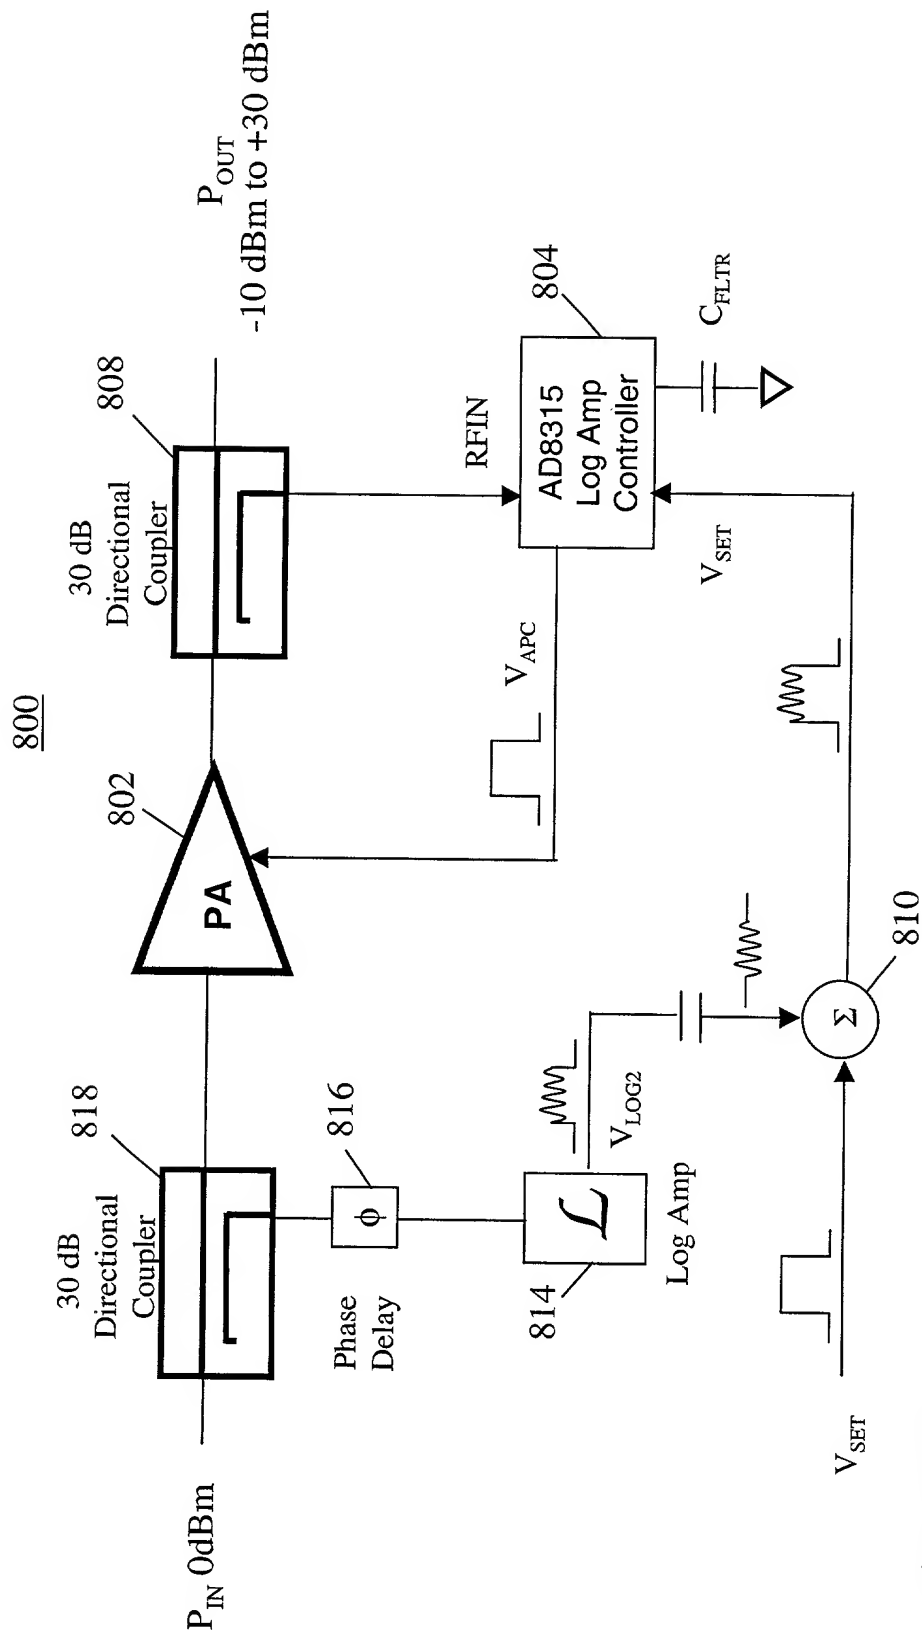 800
30 dB
Directional
Coupler
818
P_IN 0dBm
Phase
Delay
ϕ
816
ℒ
814
Log Amp
V_LOG2
V_SET
Σ
810
PA
802
V_APC
30 dB
Directional
Coupler
808
P_OUT
-10 dBm to +30 dBm
RFIN
AD8315
Log Amp
Controller
804
V_SET
C_FLTR